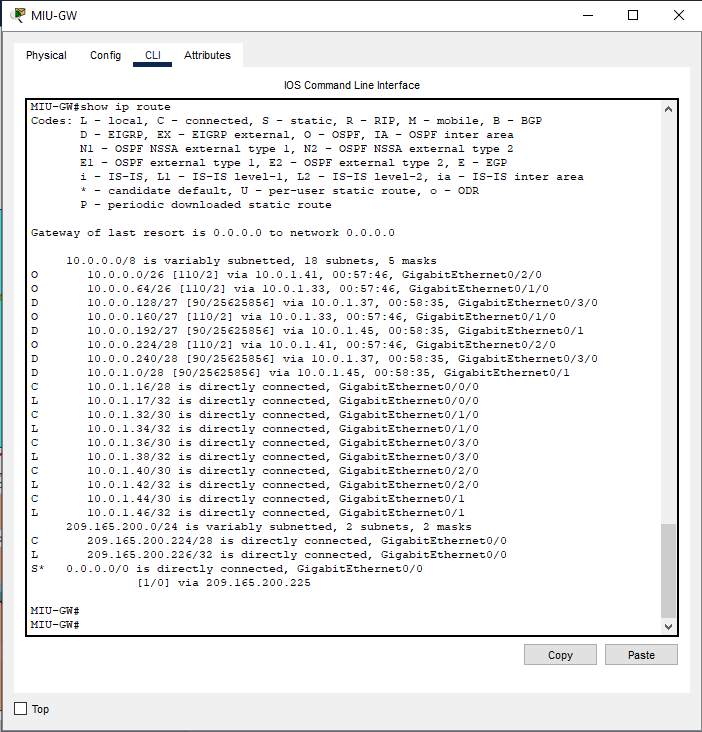 MIU-GW
Physical Config CLI Attributes
IOS Command Line Interface
MIU-GW#show ip route
Codes: L - local, C - connected, S - static, R - RIP, M - mobile, B - BGP
D - EIGRP, EX - EIGRP external, O - OSPF, IA - OSPF inter area
N1 - OSPF NSSA external type 1, N2 - OSPF NSSA external type 2
E1 - OSPF external type 1, E2 - OSPF external type 2, E - EGP
i - IS-IS, L1 - IS-IS level-1, L2 - IS-IS level-2, ia - IS-IS inter area
* - candidate default, U - per-user static route, o - ODR
P - periodic downloaded static route
Gateway of last resort is 0.0.0.0 to network 0.0.0.0
10.0.0.0/8 is variably subnetted, 18 subnets, 5 masks
O 10.0.0.0/26 [110/2] via 10.0.1.41, 00:57:46, GigabitEthernet0/2/0
O 10.0.0.64/26 [110/2] via 10.0.1.33, 00:57:46, GigabitEthernet0/1/0
D 10.0.0.128/27 [90/25625856] via 10.0.1.37, 00:58:35, GigabitEthernet0/3/0
O 10.0.0.160/27 [110/2] via 10.0.1.33, 00:57:46, GigabitEthernet0/1/0
D 10.0.0.192/27 [90/25625856] via 10.0.1.45, 00:58:35, GigabitEthernet0/1
O 10.0.0.224/28 [110/2] via 10.0.1.41, 00:57:46, GigabitEthernet0/2/0
D 10.0.0.240/28 [90/25625856] via 10.0.1.37, 00:58:35, GigabitEthernet0/3/0
D 10.0.1.0/28 [90/25625856] via 10.0.1.45, 00:58:35, GigabitEthernet0/1
C 10.0.1.16/28 is directly connected, GigabitEthernet0/0/0
L 10.0.1.17/32 is directly connected, GigabitEthernet0/0/0
C 10.0.1.32/30 is directly connected, GigabitEthernet0/1/0
L 10.0.1.34/32 is directly connected, GigabitEthernet0/1/0
C 10.0.1.36/30 is directly connected, GigabitEthernet0/3/0
L 10.0.1.38/32 is directly connected, GigabitEthernet0/3/0
C 10.0.1.40/30 is directly connected, GigabitEthernet0/2/0
L 10.0.1.42/32 is directly connected, GigabitEthernet0/2/0
C 10.0.1.44/30 is directly connected, GigabitEthernet0/1
L 10.0.1.46/32 is directly connected, GigabitEthernet0/1
209.165.200.0/24 is variably subnetted, 2 subnets, 2 masks
C 209.165.200.224/28 is directly connected, GigabitEthernet0/0
L 209.165.200.226/32 is directly connected, GigabitEthernet0/0
S* 0.0.0.0/0 is directly connected, GigabitEthernet0/0
[1/0] via 209.165.200.225
MIU-GW#
MIU-GW#
Copy Paste
Top